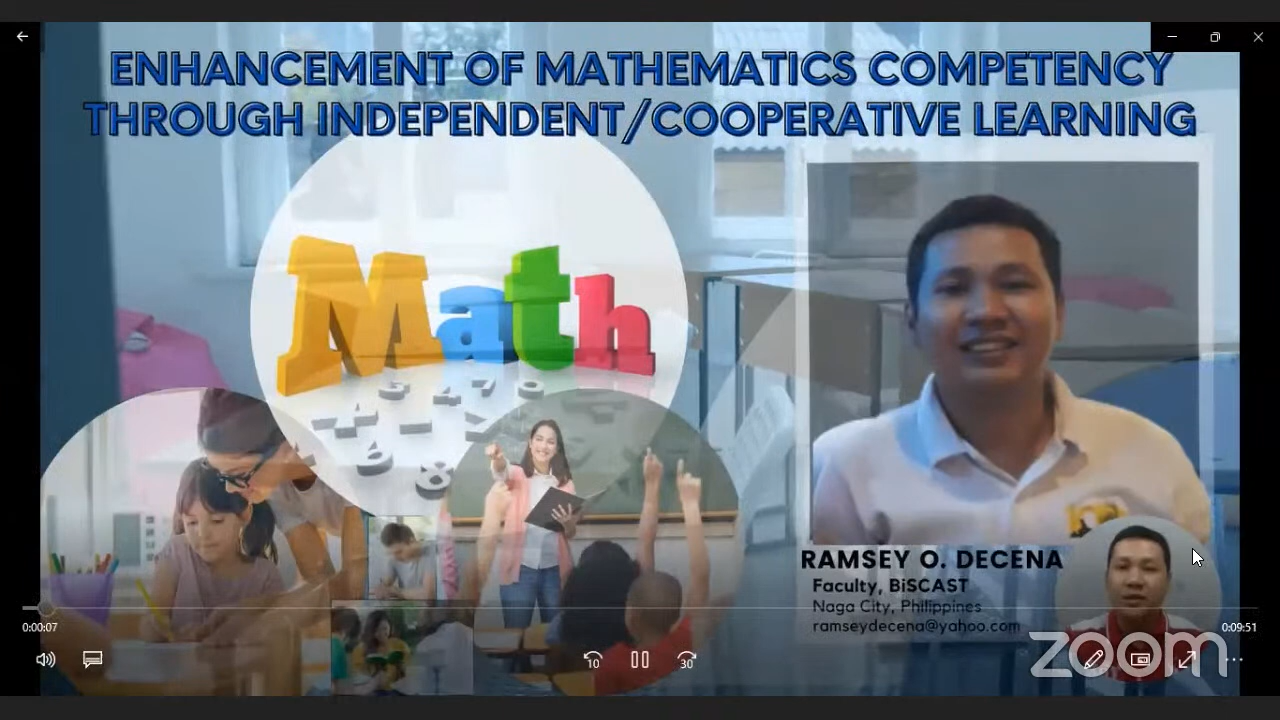 ENHANCEMENT OF MATHEMATICS COMPETENCY
THROUGH INDEPENDENT/COOPERATIVE LEARNING
Math
RAMSEY O. DECENA
Faculty, BiSCAST
Naga City, Philippines
ramseydecena@yahoo.com
0:00:07
0:09:51
10
30
zoom